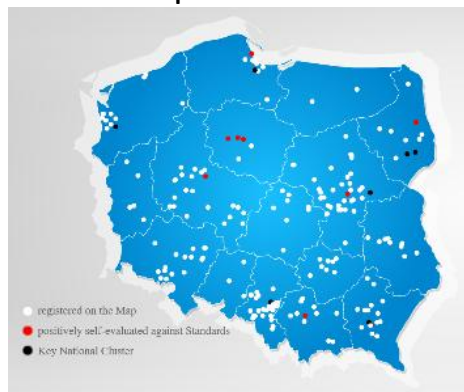 registered on the Map
positively self-evaluated against Standards
Key National Cluster